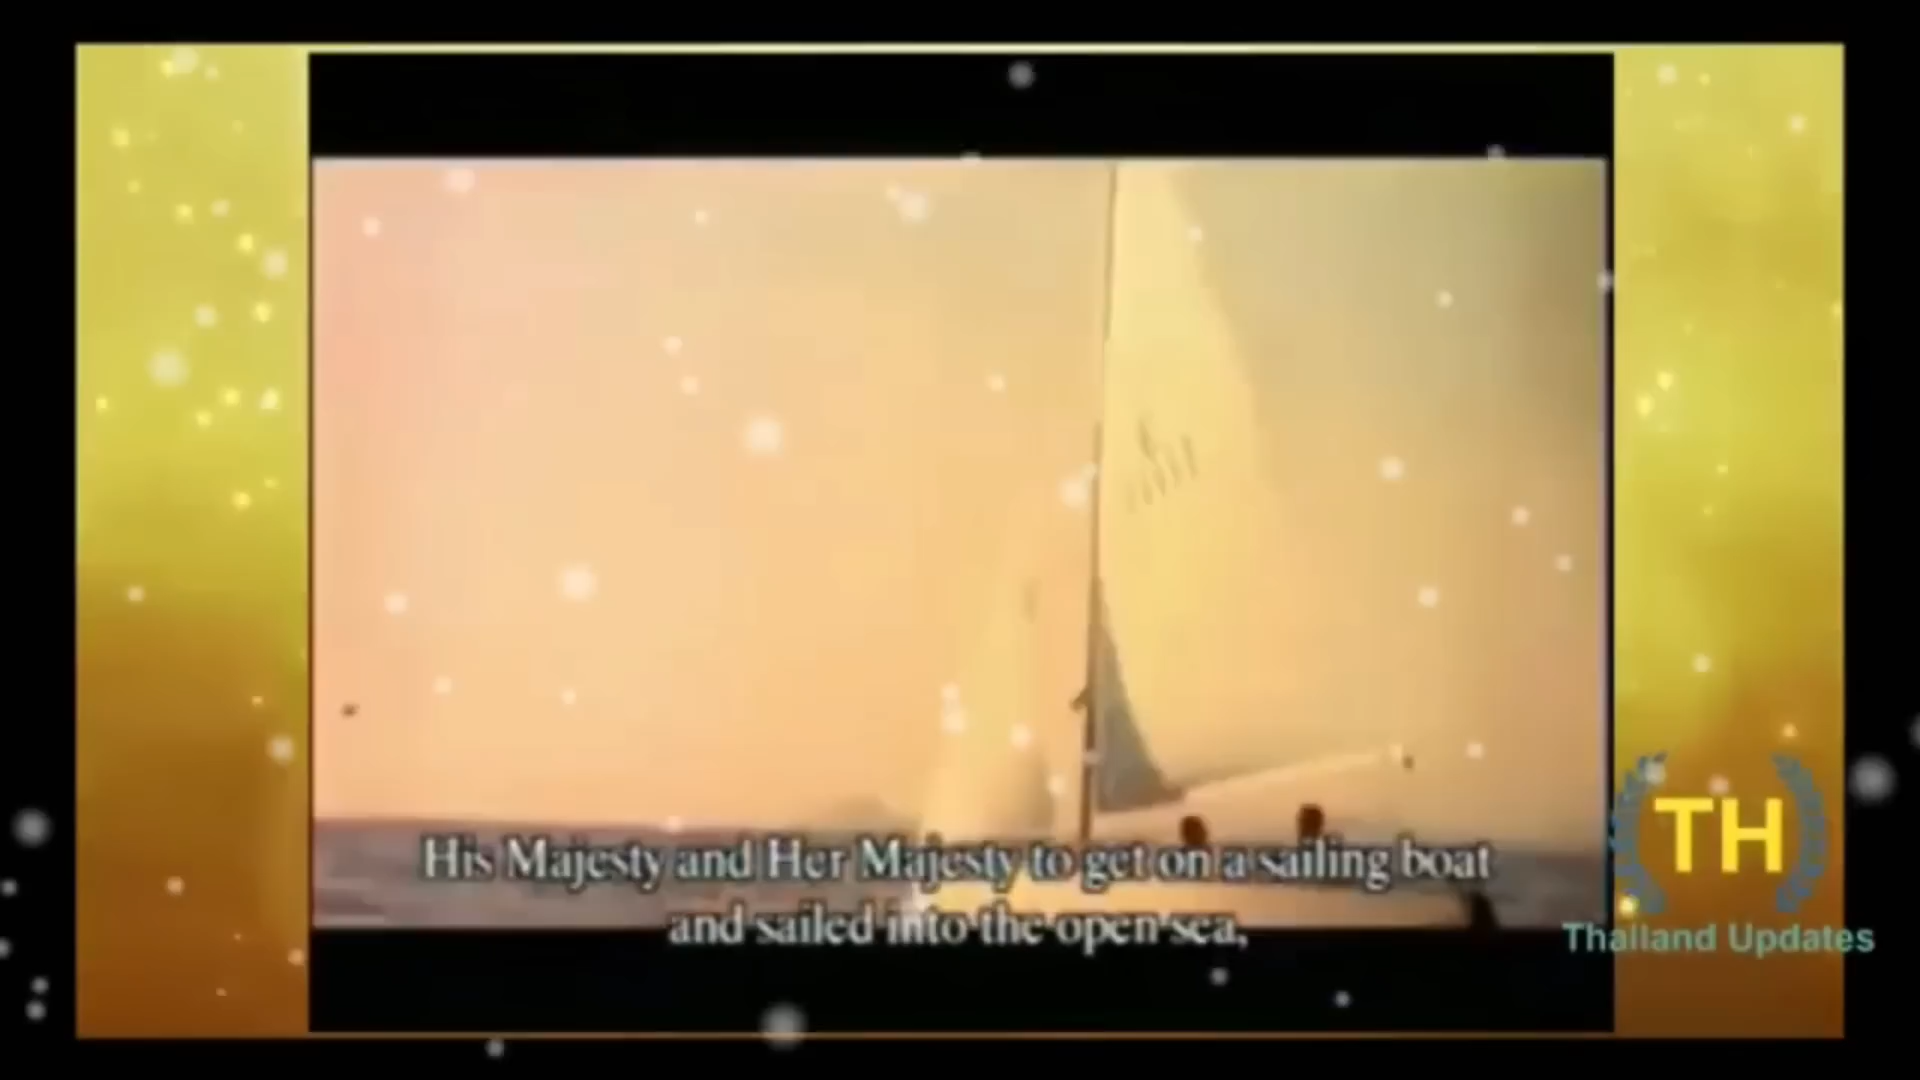 His Majesty and Her Majesty to get on a sailing boat
and sailed into the open sea,
TH
Thailand Updates